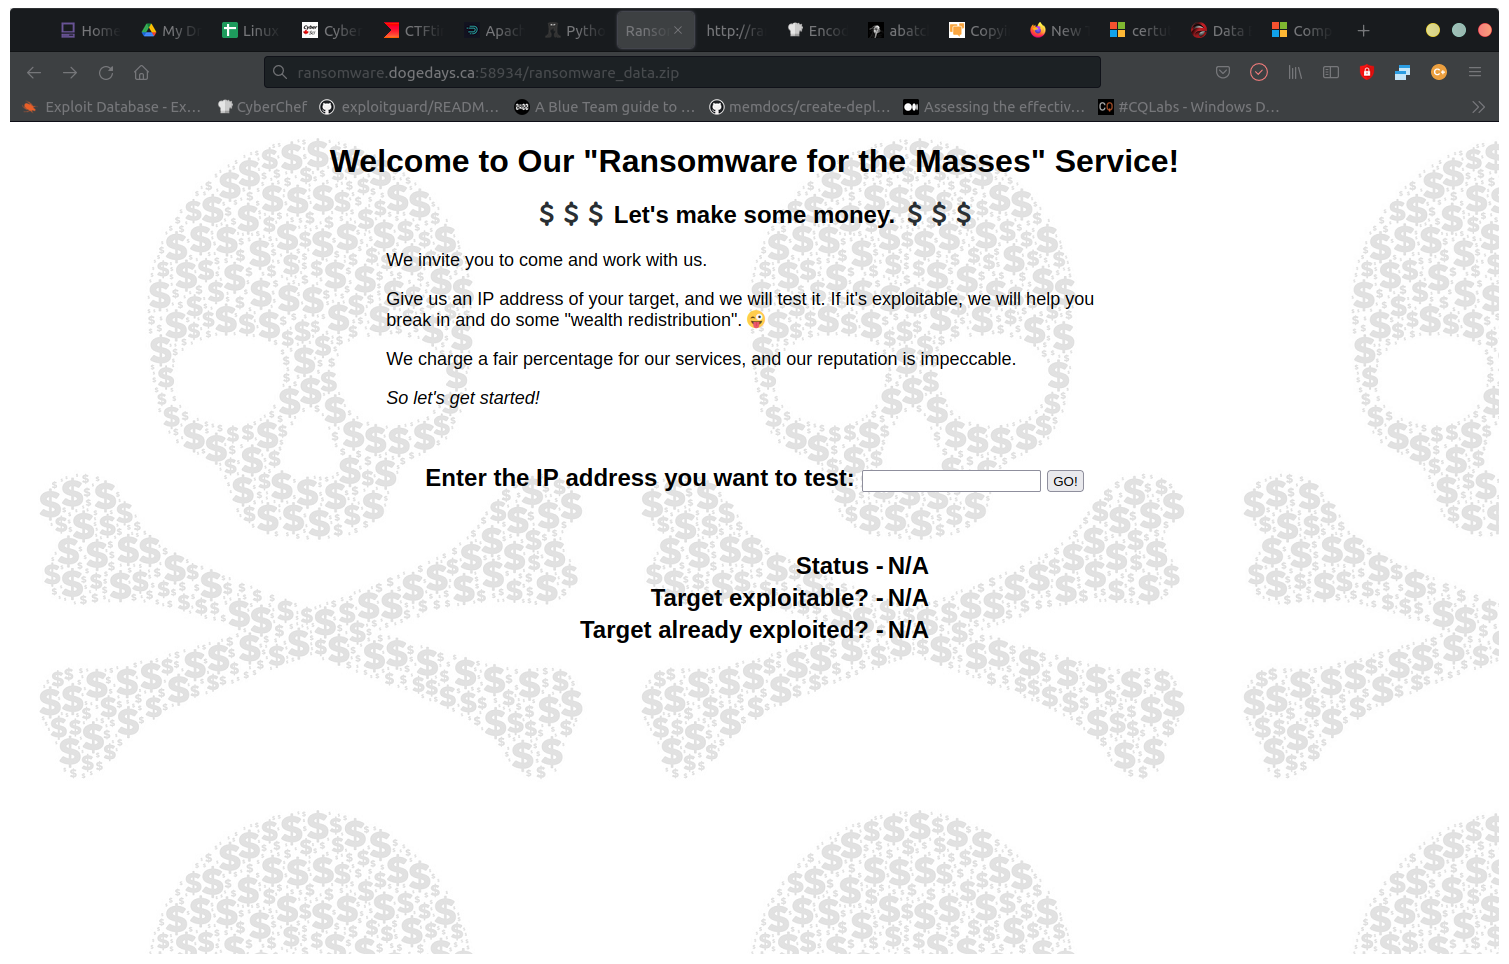 Home My D Linux Cyber CTFti Apach Pytho Ransom http://ra Encod abatc Copyi New certu Data Comp
ransomware.dogedays.ca:58934/ransomware_data.zip
Exploit Database - Ex... CyberChef exploitguard/READM... A Blue Team guide to ... memdocs/create-depl... Assessing the effectiv... #CQLabs - Windows D...
Welcome to Our "Ransomware for the Masses" Service!
$ $ $ Let's make some money. $ $ $
We invite you to come and work with us.
Give us an IP address of your target, and we will test it. If it's exploitable, we will help you
break in and do some "wealth redistribution". 😜
We charge a fair percentage for our services, and our reputation is impeccable.
So let's get started!
Enter the IP address you want to test: GO!
Status - N/A
Target exploitable? - N/A
Target already exploited? - N/A